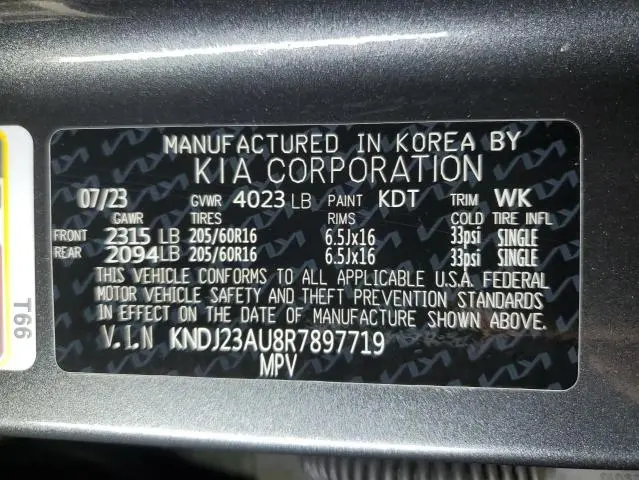 MANUFACTURED IN KOREA BY
KIA CORPORATION
07/23 GVWR 4023 LB PAINT KDT TRIM WK
GAWR TIRES RIMS COLD TIRE INFL
FRONT 2315 LB 205/60R16 6.5Jx16 33psi SINGLE
REAR 2094 LB 205/60R16 6.5Jx16 33psi SINGLE
THIS VEHICLE CONFORMS TO ALL APPLICABLE U.S.A. FEDERAL
MOTOR VEHICLE SAFETY AND THEFT PREVENTION STANDARDS
IN EFFECT ON THE DATE OF MANUFACTURE SHOWN ABOVE.
V.I.N KNDJ23AU8R7897719
MPV
T66